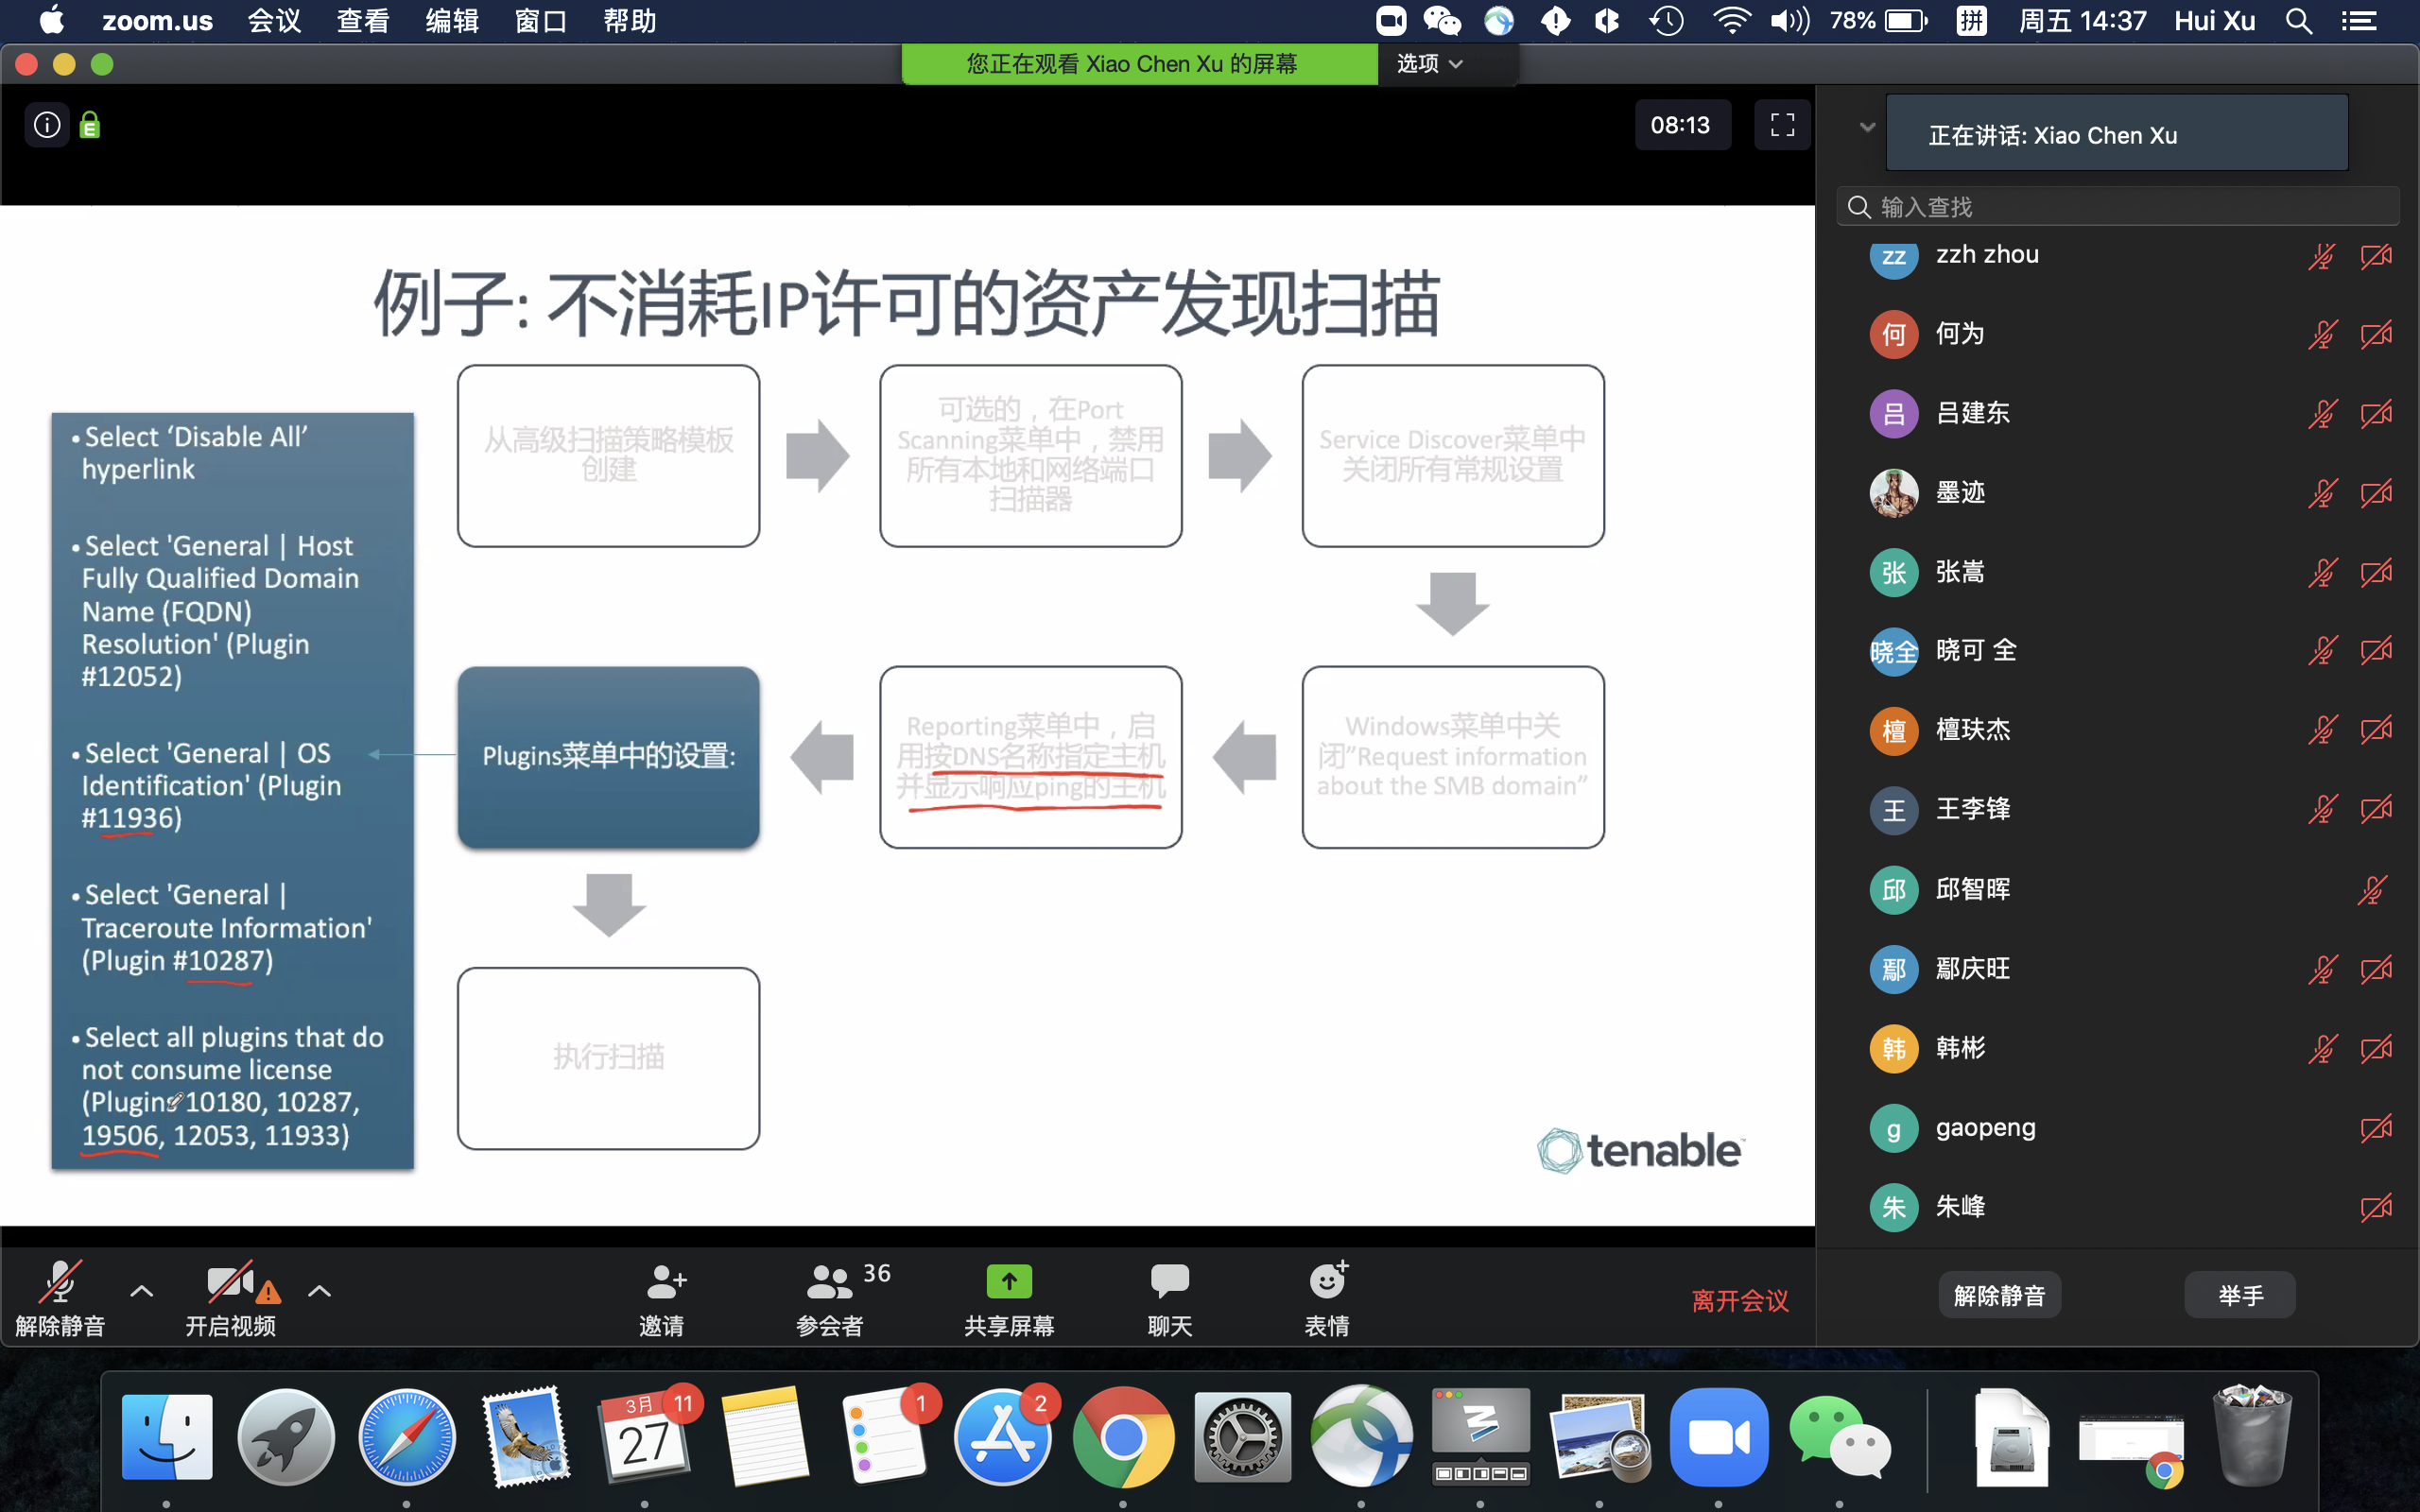 zoom.us 会议 查看 编辑 窗口 帮助
78% 拼 周五 14:37 Hui Xu
您正在观看 Xiao Chen Xu 的屏幕 选项
08:13
正在讲话: Xiao Chen Xu
输入查找
例子: 不消耗IP许可的资产发现扫描
•Select ‘Disable All’
hyperlink
•Select 'General | Host
Fully Qualified Domain
Name (FQDN)
Resolution' (Plugin
#12052)
•Select 'General | OS
Identification' (Plugin
#11936)
•Select 'General |
Traceroute Information'
(Plugin #10287)
•Select all plugins that do
not consume license
(Plugins 10180, 10287,
19506, 12053, 11933)
从高级扫描策略模板
创建
可选的，在Port
Scanning菜单中，禁用
所有本地和网络端口
扫描器
Service Discover菜单中
关闭所有常规设置
Windows菜单中关
闭”Request information
about the SMB domain”
Reporting菜单中，启
用按DNS名称指定主机
并显示响应ping的主机
Plugins菜单中的设置:
执行扫描
tenable
zz zzh zhou
何 何为
吕 吕建东
墨迹
张 张嵩
晓全 晓可 全
檀 檀玞杰
王 王李锋
邱 邱智晖
鄢 鄢庆旺
韩 韩彬
g gaopeng
朱 朱峰
解除静音 举手
解除静音 开启视频 邀请 参会者 36 共享屏幕 聊天 表情 离开会议
3月 27 11
1
2